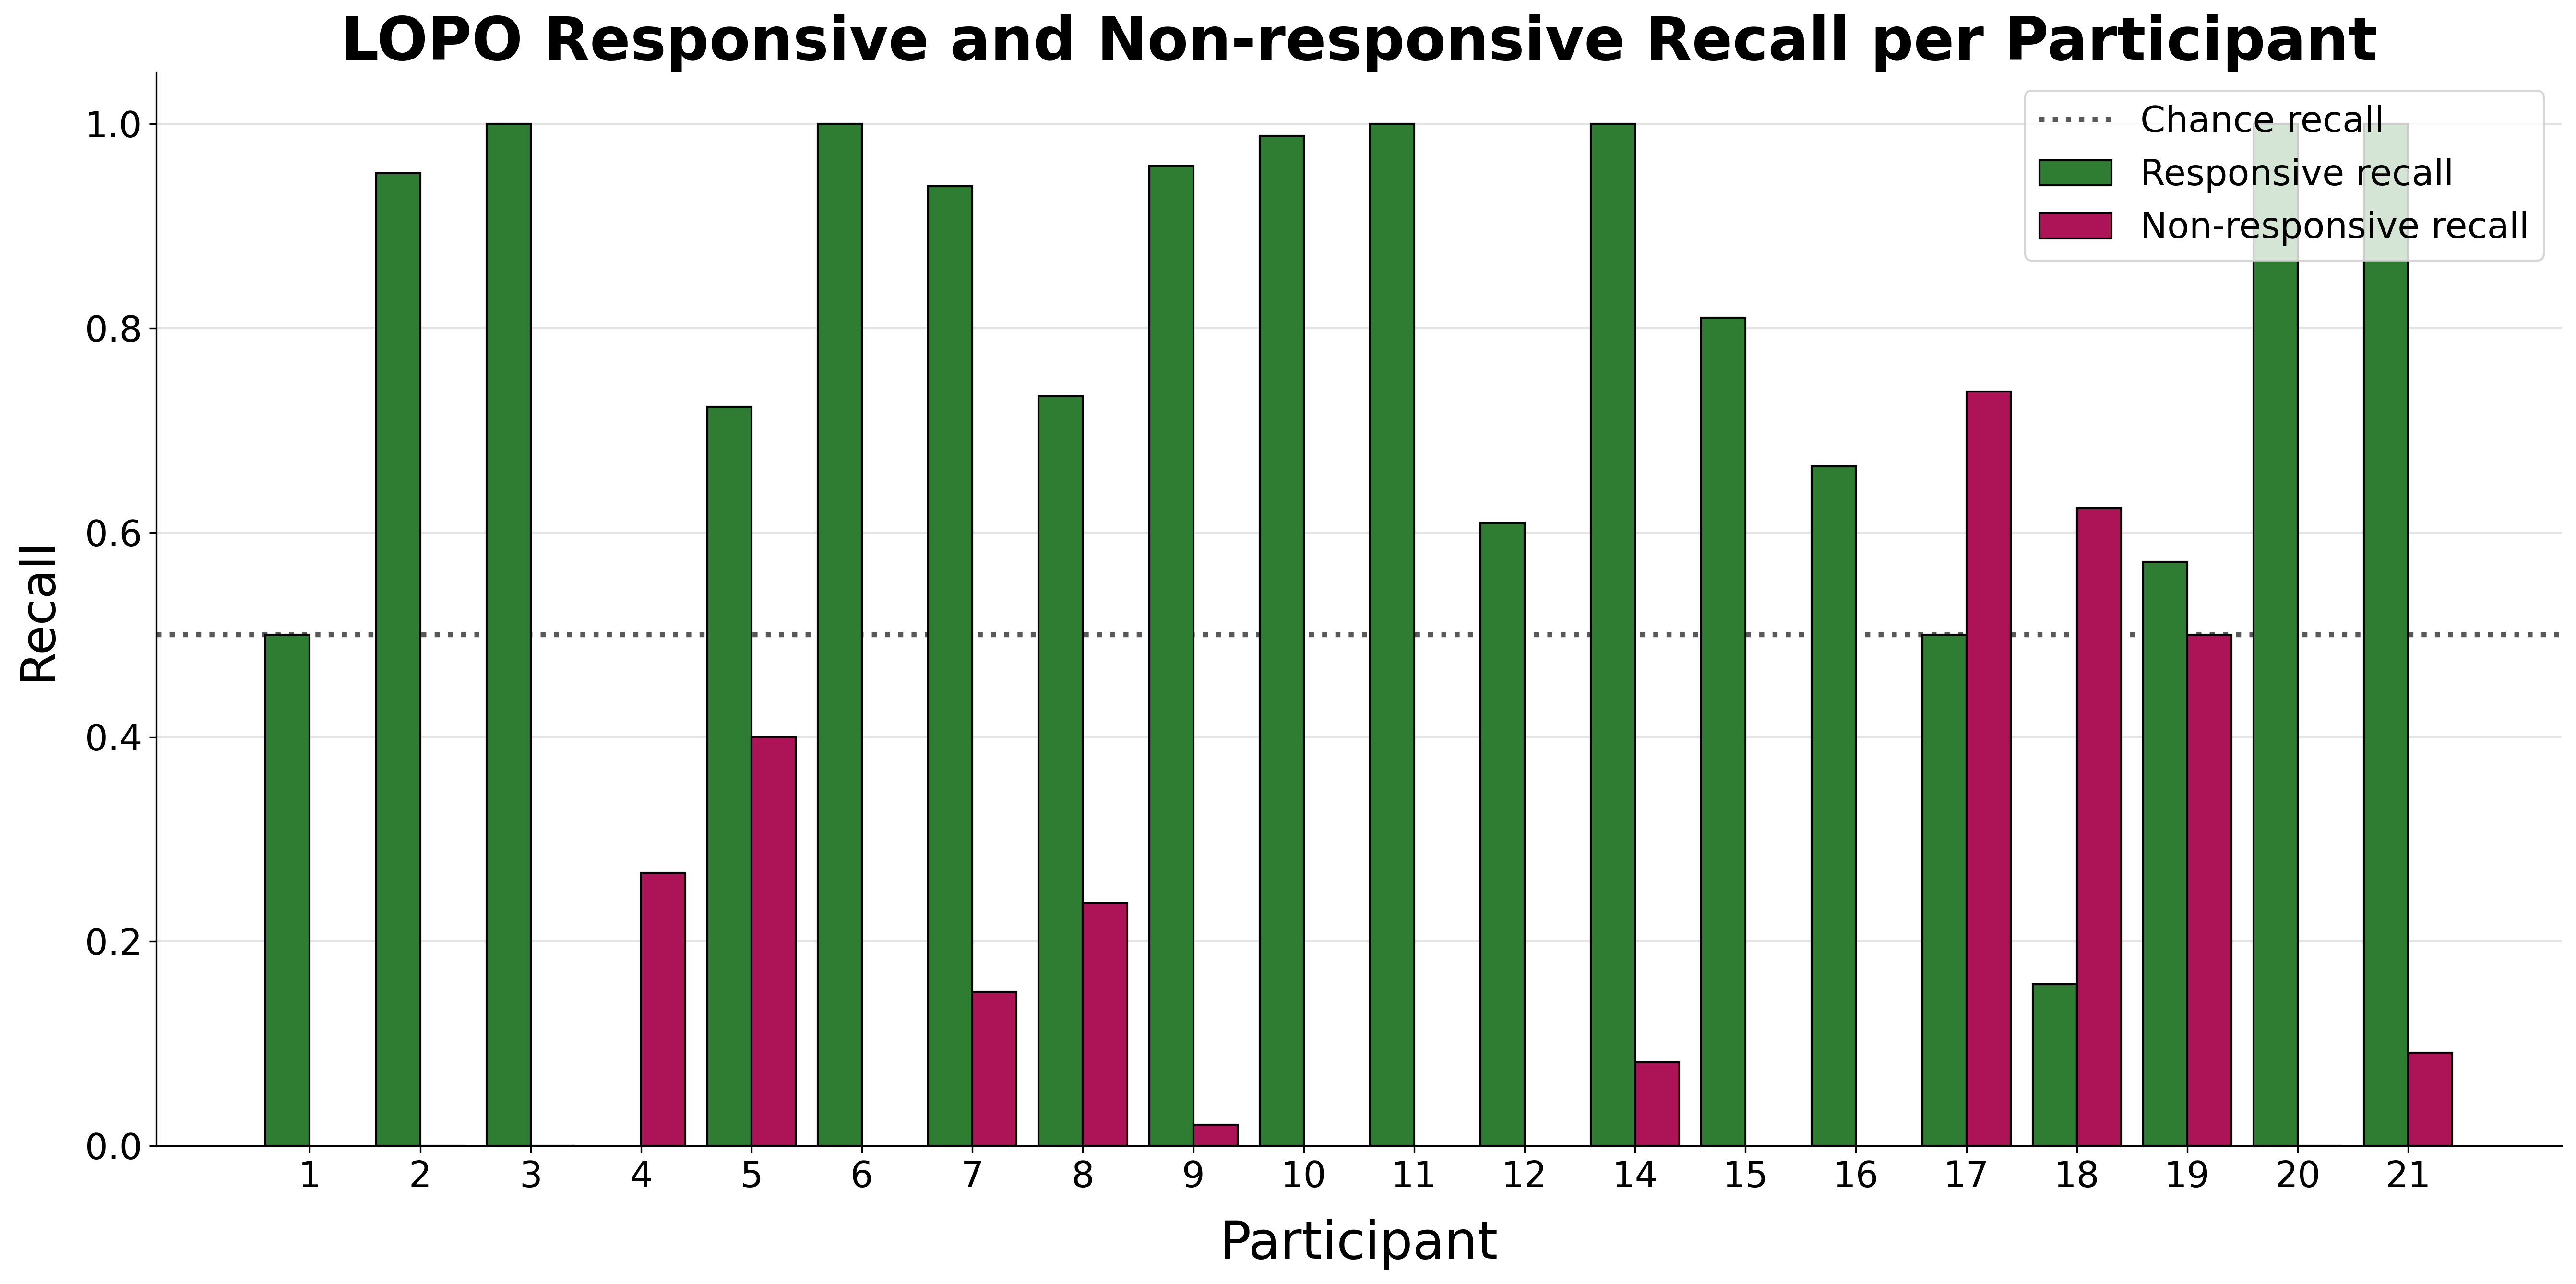 LOPO Responsive and Non-responsive Recall per Participant
Chance recall
Responsive recall
Non-responsive recall
Recall
1.0
0.8
0.6
0.4
0.2
0.0
1 2 3 4 5 6 7 8 9 10 11 12 14 15 16 17 18 19 20 21
Participant